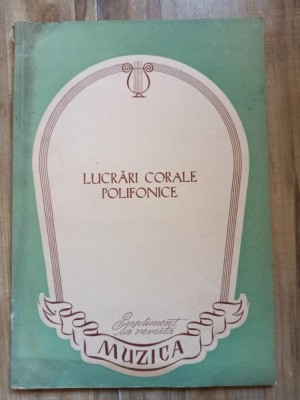 LUCRĂRI CORALE
POLIFONICE
Supliment
la revista
MUZICA